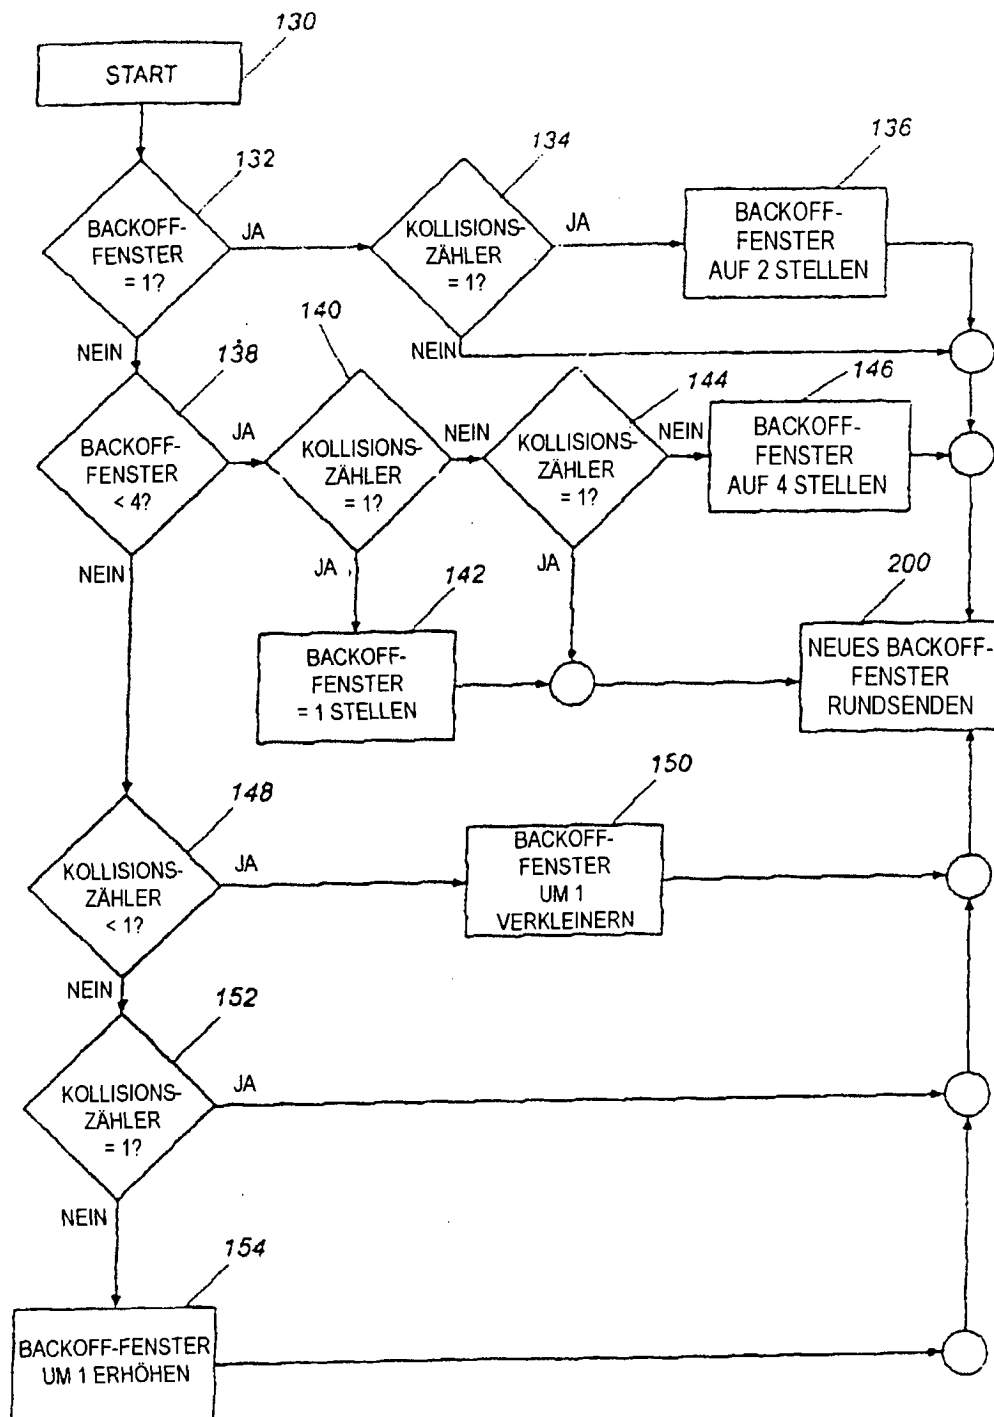 130
START
132
BACKOFF-
FENSTER
= 1?
JA
134
KOLLISIONS-
ZÄHLER
= 1?
JA
136
BACKOFF-
FENSTER
AUF 2 STELLEN
NEIN
NEIN
138
BACKOFF-
FENSTER
< 4?
JA
140
KOLLISIONS-
ZÄHLER
= 1?
NEIN
144
KOLLISIONS-
ZÄHLER
= 1?
NEIN
146
BACKOFF-
FENSTER
AUF 4 STELLEN
NEIN
JA
142
BACKOFF-
FENSTER
= 1 STELLEN
JA
200
NEUES BACKOFF-
FENSTER
RUNDSENDEN
148
KOLLISIONS-
ZÄHLER
< 1?
JA
150
BACKOFF-
FENSTER
UM 1
VERKLEINERN
NEIN
152
KOLLISIONS-
ZÄHLER
= 1?
JA
NEIN
154
BACKOFF-FENSTER
UM 1 ERHÖHEN